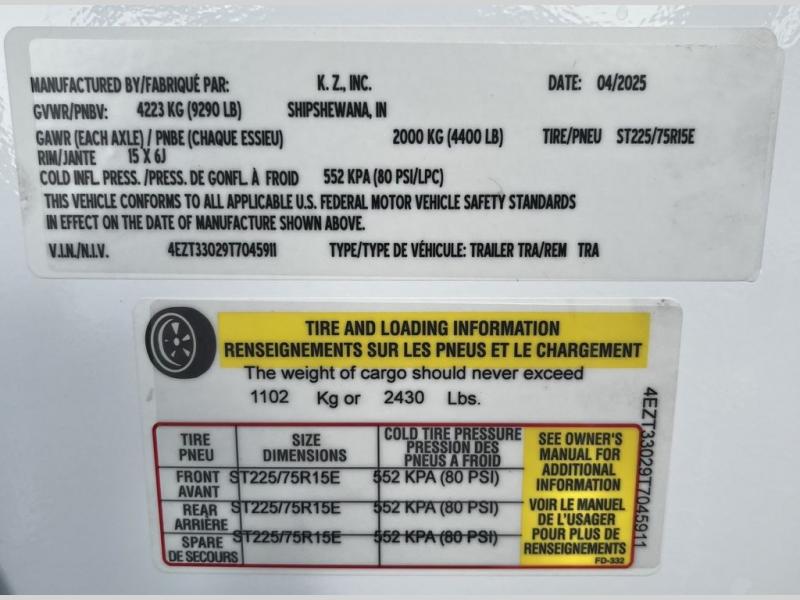 MANUFACTURED BY/FABRIQUÉ PAR: K. Z., INC. DATE: 04/2025
GVWR/PNBV: 4223 KG (9290 LB) SHIPSHEWANA, IN
GAWR (EACH AXLE) / PNBE (CHAQUE ESSIEU) 2000 KG (4400 LB) TIRE/PNEU ST225/75R15E
RIM/JANTE 15 X 6J
COLD INFL. PRESS. /PRESS. DE GONFL. À FROID 552 KPA (80 PSI/LPC)
THIS VEHICLE CONFORMS TO ALL APPLICABLE U.S. FEDERAL MOTOR VEHICLE SAFETY STANDARDS
IN EFFECT ON THE DATE OF MANUFACTURE SHOWN ABOVE.
V.I.N./N.I.V. 4EZT33029T7045911 TYPE/TYPE DE VÉHICULE: TRAILER TRA/REM TRA
TIRE AND LOADING INFORMATION
RENSEIGNEMENTS SUR LES PNEUS ET LE CHARGEMENT
The weight of cargo should never exceed
1102 Kg or 2430 Lbs.
TIRE
PNEU
SIZE
DIMENSIONS
COLD TIRE PRESSURE
PRESSION DES
PNEUS A FROID
FRONT
AVANT
ST225/75R15E
552 KPA (80 PSI)
REAR
ARRIÈRE
ST225/75R15E
552 KPA (80 PSI)
SPARE
DE SECOURS
ST225/75R15E
552 KPA (80 PSI)
SEE OWNER'S
MANUAL FOR
ADDITIONAL
INFORMATION
VOIR LE MANUEL
DE L'USAGER
POUR PLUS DE
RENSEIGNEMENTS
FD-332
4EZT33029T7045911